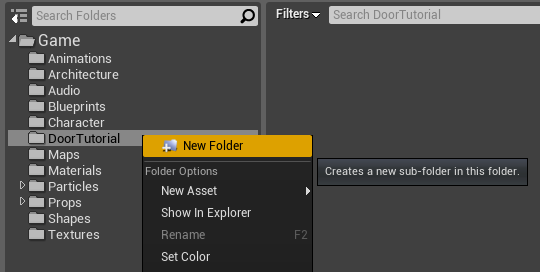 Search Folders
Filters
Search DoorTutorial
Game
Animations
Architecture
Audio
Blueprints
Character
DoorTutorial
Maps
Materials
Particles
Props
Shapes
Textures
New Folder
Folder Options
New Asset
Show In Explorer
Rename F2
Set Color
Creates a new sub-folder in this folder.